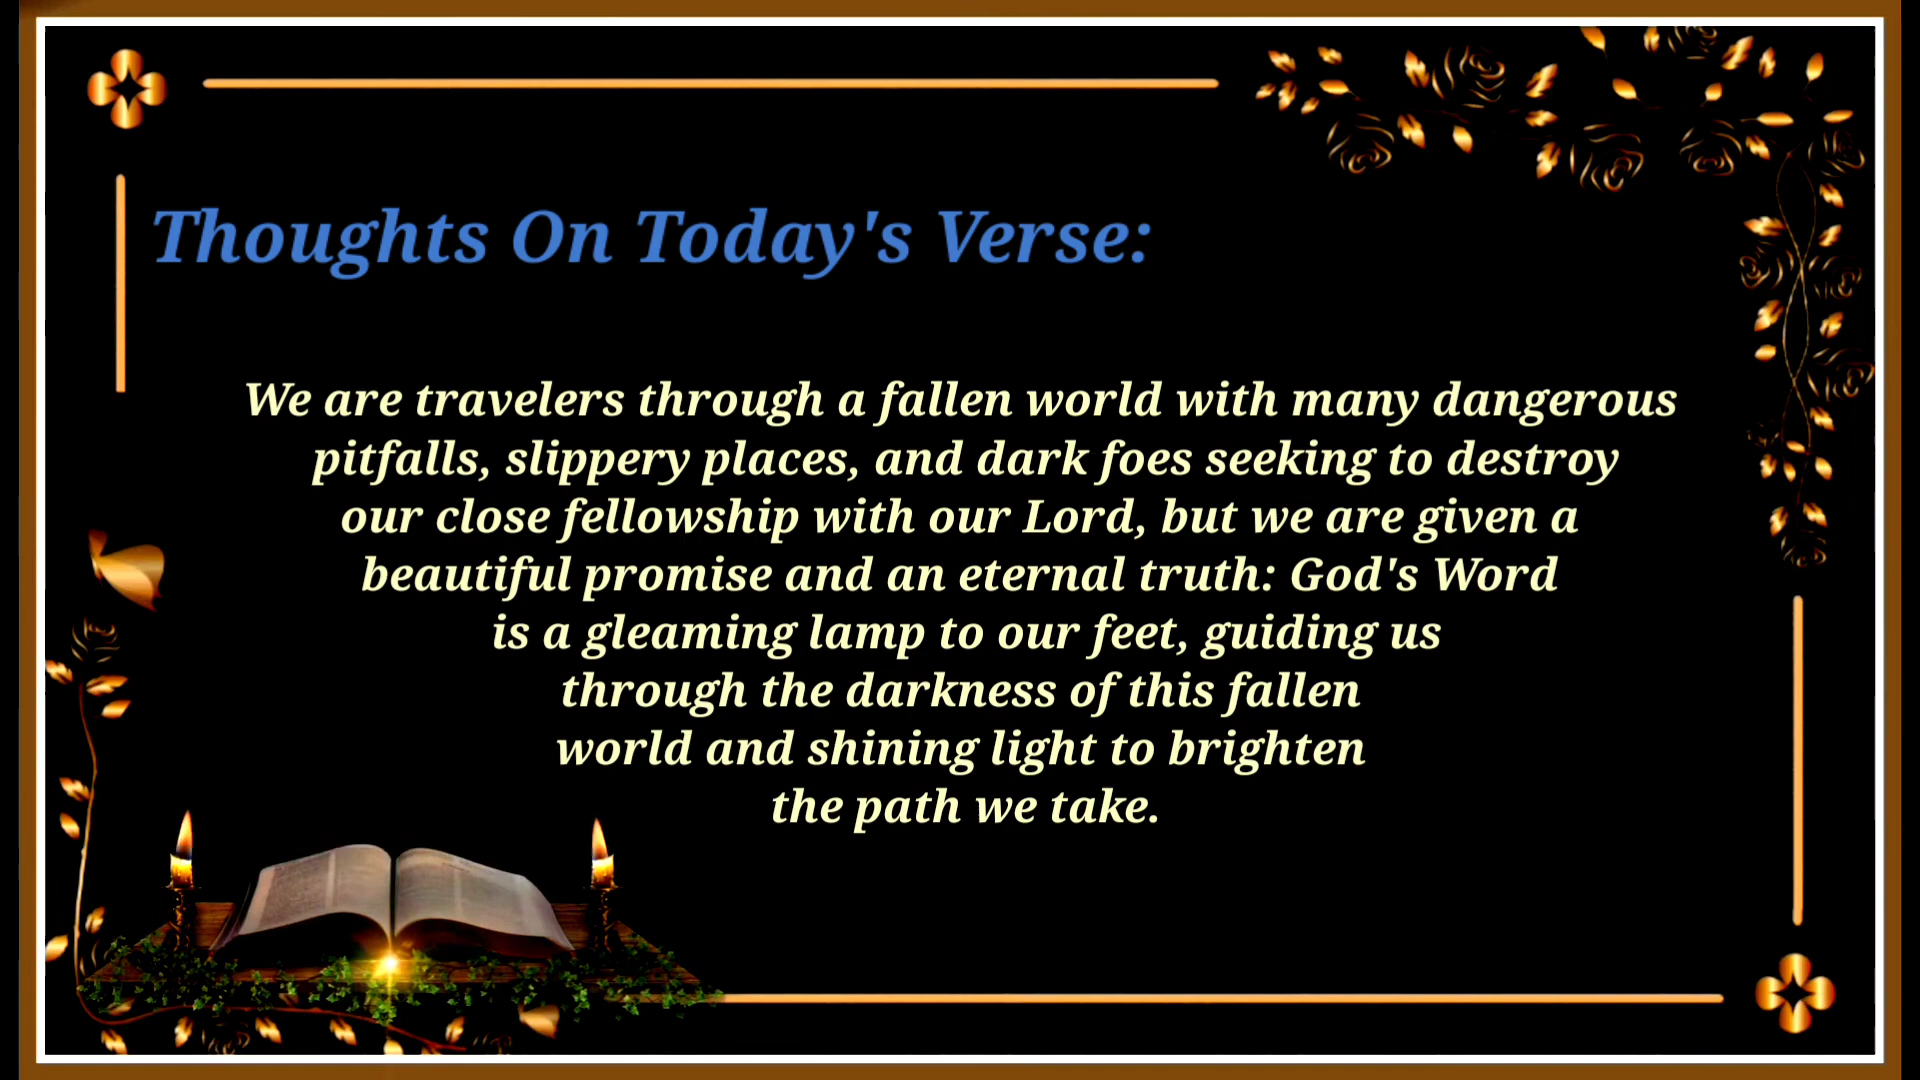 Thoughts On Today's Verse:
We are travelers through a fallen world with many dangerous
pitfalls, slippery places, and dark foes seeking to destroy
our close fellowship with our Lord, but we are given a
beautiful promise and an eternal truth: God's Word
is a gleaming lamp to our feet, guiding us
through the darkness of this fallen
world and shining light to brighten
the path we take.